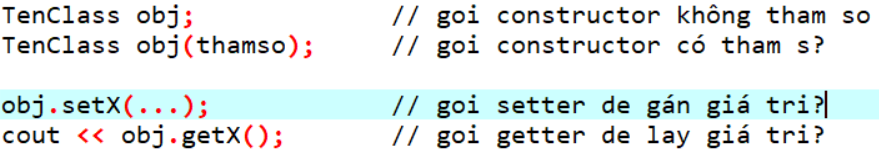 TenClass obj; // goi constructor không tham so
TenClass obj(thamso); // goi constructor có tham s?
obj.setX(...); // goi setter de gán giá tri?
cout << obj.getX(); // goi getter de lay giá tri?